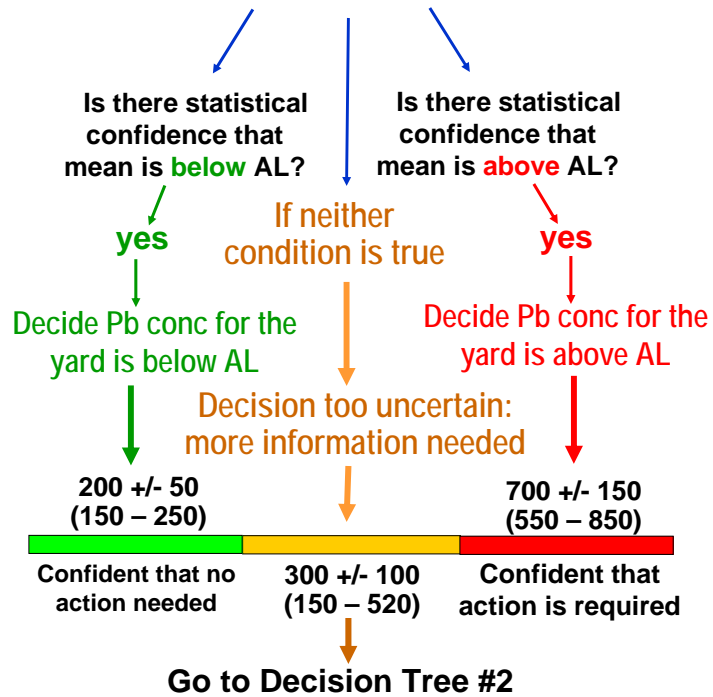 Is there statistical
confidence that
mean is below AL?
Is there statistical
confidence that
mean is above AL?
yes
If neither
condition is true
yes
Decide Pb conc for the
yard is below AL
Decide Pb conc for the
yard is above AL
Decision too uncertain:
more information needed
200 +/- 50
(150 – 250)
700 +/- 150
(550 – 850)
Confident that no
action needed
300 +/- 100
(150 – 520)
Confident that
action is required
Go to Decision Tree #2